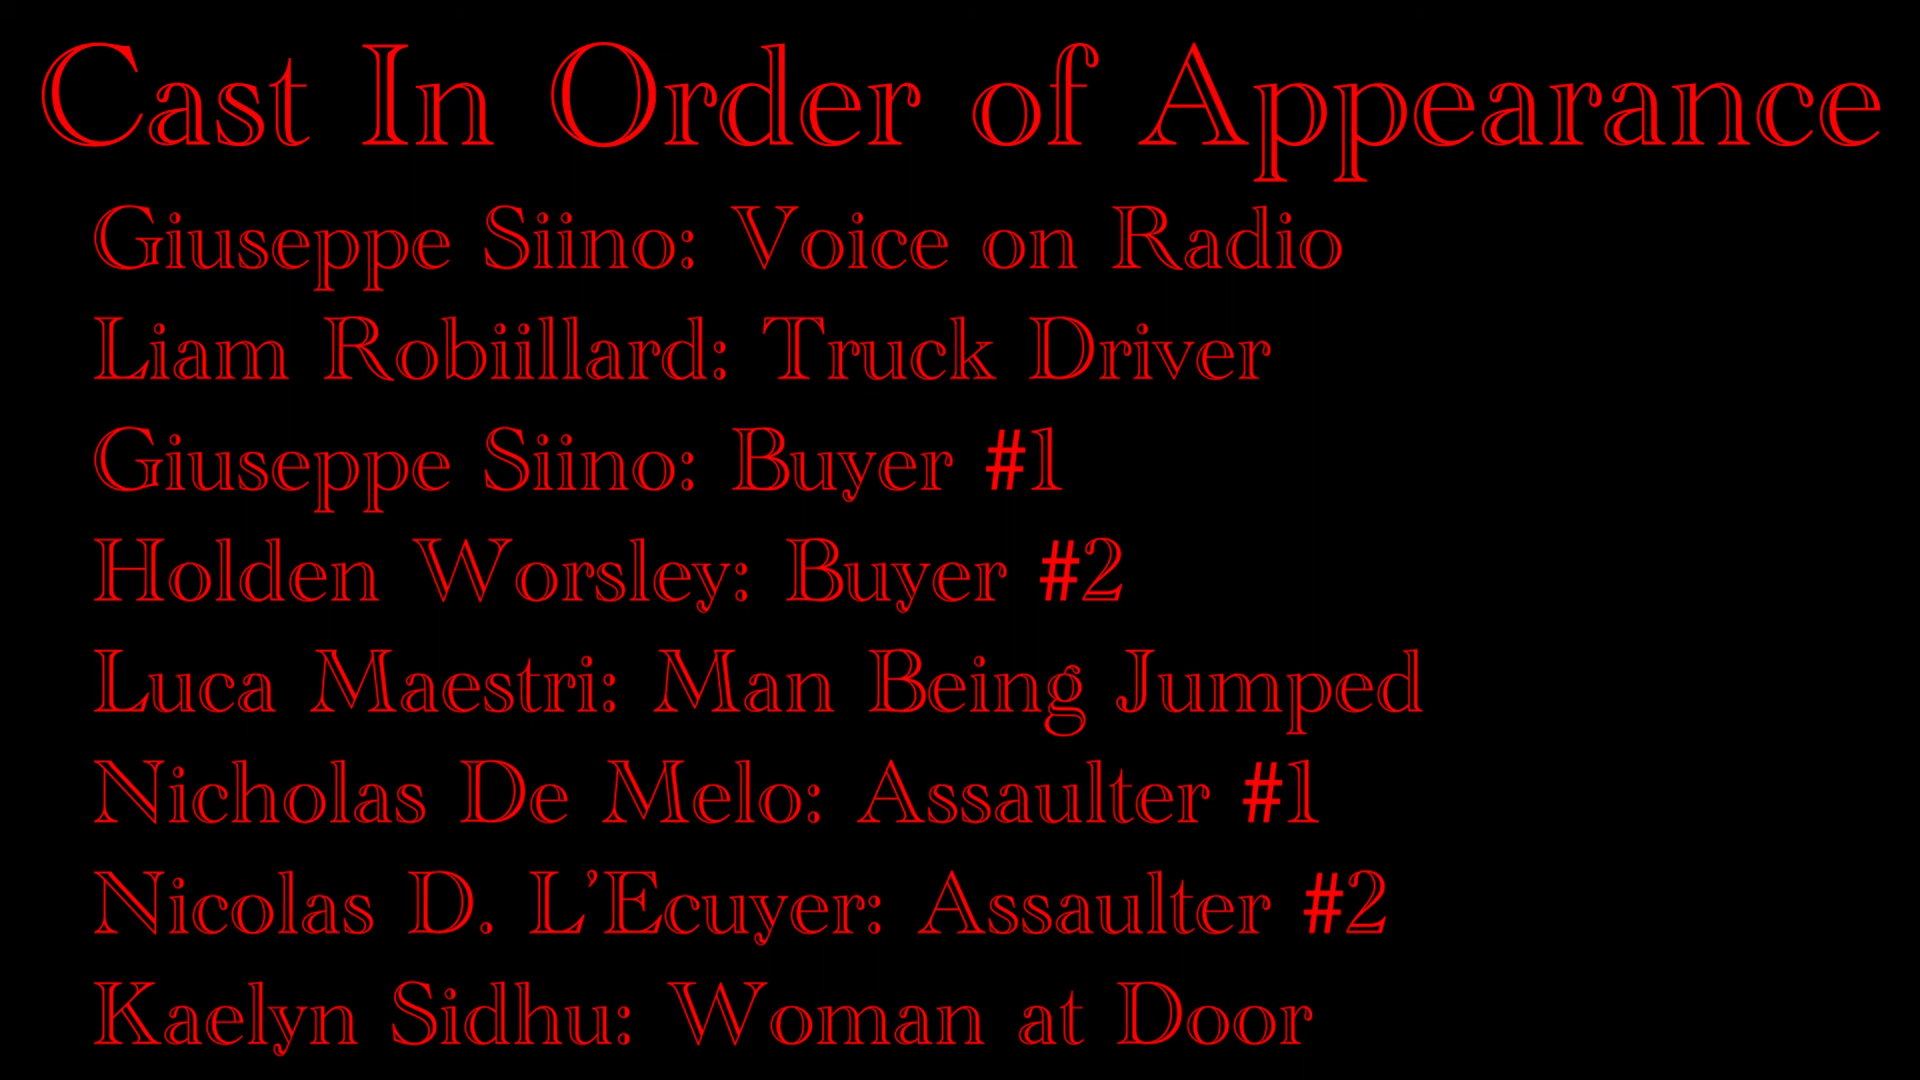 Cast In Order of Appearance
Giuseppe Siino: Voice on Radio
Liam Robiillard: Truck Driver
Giuseppe Siino: Buyer #1
Holden Worsley: Buyer #2
Luca Maestri: Man Being Jumped
Nicholas De Melo: Assaulter #1
Nicolas D. L’Ecuyer: Assaulter #2
Kaelyn Sidhu: Woman at Door